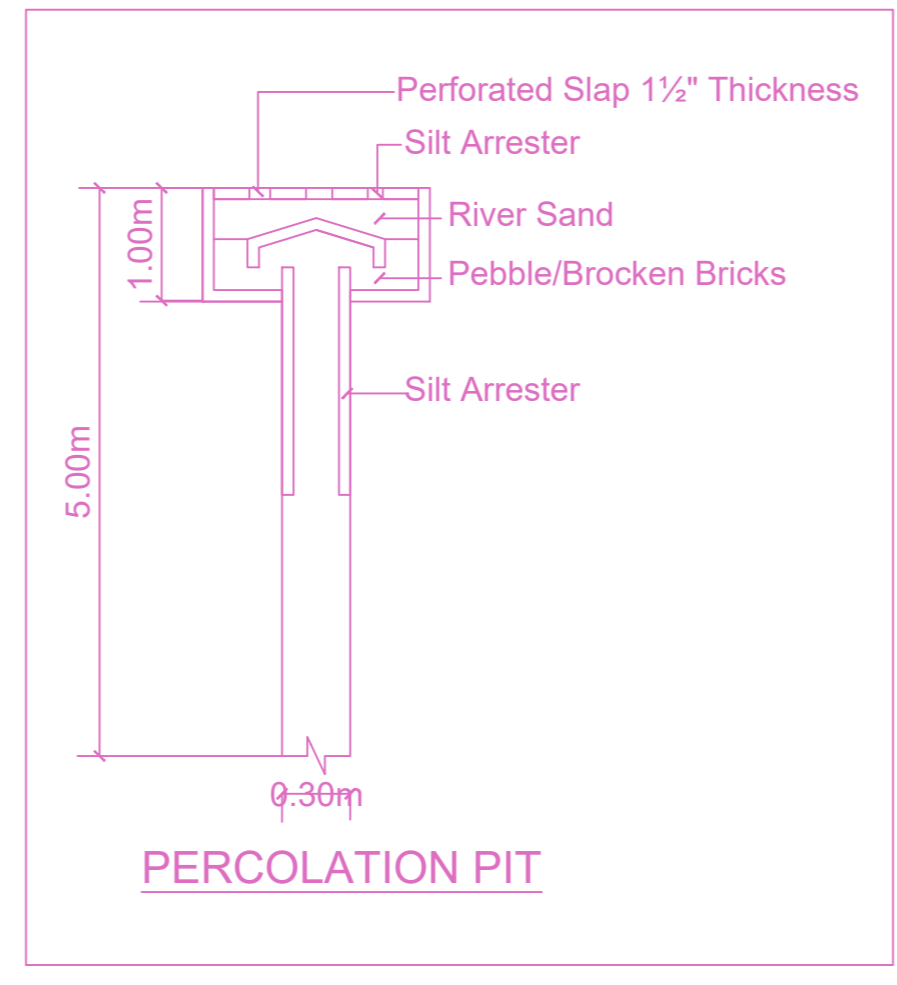 Perforated Slap 1½" Thickness
Silt Arrester
River Sand
1.00m
Pebble/Brocken Bricks
Silt Arrester
5.00m
0.30m
PERCOLATION PIT